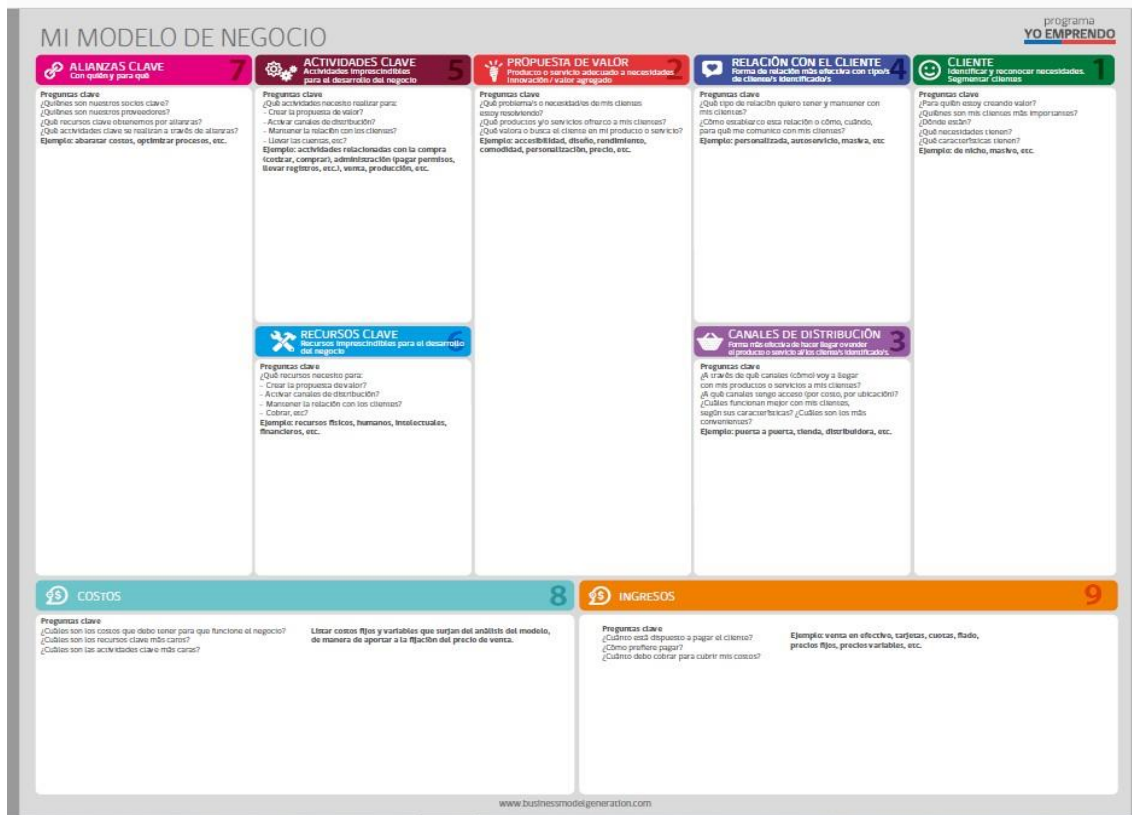 MI MODELO DE NEGOCIO
programa
YO EMPRENDO
ALIANZAS CLAVE
Con quién y para qué
7
Preguntas clave
¿Quiénes son nuestros socios clave?
¿Quiénes son nuestros proveedores?
¿Qué recursos clave obtenemos por alianzas?
¿Qué actividades clave se realizan a través de alianzas?
Ejemplo: abaratar costos, optimizar procesos, etc.
ACTIVIDADES CLAVE
Actividades imprescindibles
para el desarrollo del negocio
5
Preguntas clave
¿Qué actividades necesito realizar para:
- Crear la propuesta de valor?
- Activar canales de distribución?
- Mantener la relación con los clientes?
- Llevar las cuentas, etc?
Ejemplo: actividades relacionadas con la compra
(cotizar, comprar), administración (pagar permisos,
llevar registros, etc.), venta, producción, etc.
RECURSOS CLAVE
Recursos imprescindibles para el desarrollo
del negocio
6
Preguntas clave
¿Qué recursos necesito para:
- Crear la propuesta de valor?
- Activar canales de distribución?
- Mantener la relación con los clientes?
- Cobrar, etc?
Ejemplo: recursos físicos, humanos, intelectuales,
financieros, etc.
PROPUESTA DE VALOR
Producto o servicio adecuado a necesidades.
Innovación / valor agregado
2
Preguntas clave
¿Qué problema/s o necesidad/es de mis clientes
estoy resolviendo?
¿Qué productos y/o servicios ofrezco a mis clientes?
¿Qué valora o busca el cliente en mi producto o servicio?
Ejemplo: accesibilidad, diseño, rendimiento,
comodidad, personalización, precio, etc.
RELACIÓN CON EL CLIENTE
Forma de relación más efectiva con tipo/s
de cliente/s identificado/s
4
Preguntas clave
¿Qué tipo de relación quiero tener y mantener con
mis clientes?
¿Cómo establezco esta relación o cómo, cuándo,
para qué me comunico con mis clientes?
Ejemplo: personalizada, autoservicio, masiva, etc
CANALES DE DISTRIBUCIÓN
Forma más efectiva de hacer llegar o vender
el producto o servicio al/los cliente/s identificado/s.
3
Preguntas clave
¿A través de qué canales (cómo) voy a llegar
con mis productos o servicios a mis clientes?
¿A qué canales tengo acceso (por costo, por ubicación)?
¿Cuáles funcionan mejor con mis clientes,
según sus características? ¿Cuáles son los más
convenientes?
Ejemplo: puerta a puerta, tienda, distribuidora, etc.
CLIENTE
Identificar y reconocer necesidades.
Segmentar clientes
1
Preguntas clave
¿Para quién estoy creando valor?
¿Quiénes son mis clientes más importantes?
¿Dónde están?
¿Qué necesidades tienen?
¿Qué características tienen?
Ejemplo: de nicho, masivo, etc.
COSTOS
8
Preguntas clave
¿Cuáles son los costos que debo tener para que funcione el negocio?
¿Cuáles son los recursos clave más caros?
¿Cuáles son las actividades clave más caras?
Listar costos fijos y variables que surjan del análisis del modelo,
de manera de aportar a la fijación del precio de venta.
INGRESOS
9
Preguntas clave
¿Cuánto está dispuesto a pagar el cliente?
¿Cómo prefiere pagar?
¿Cuánto debo cobrar para cubrir mis costos?
Ejemplo: venta en efectivo, tarjetas, cuotas, fiado,
precios fijos, precios variables, etc.
www.businessmodelgeneration.com